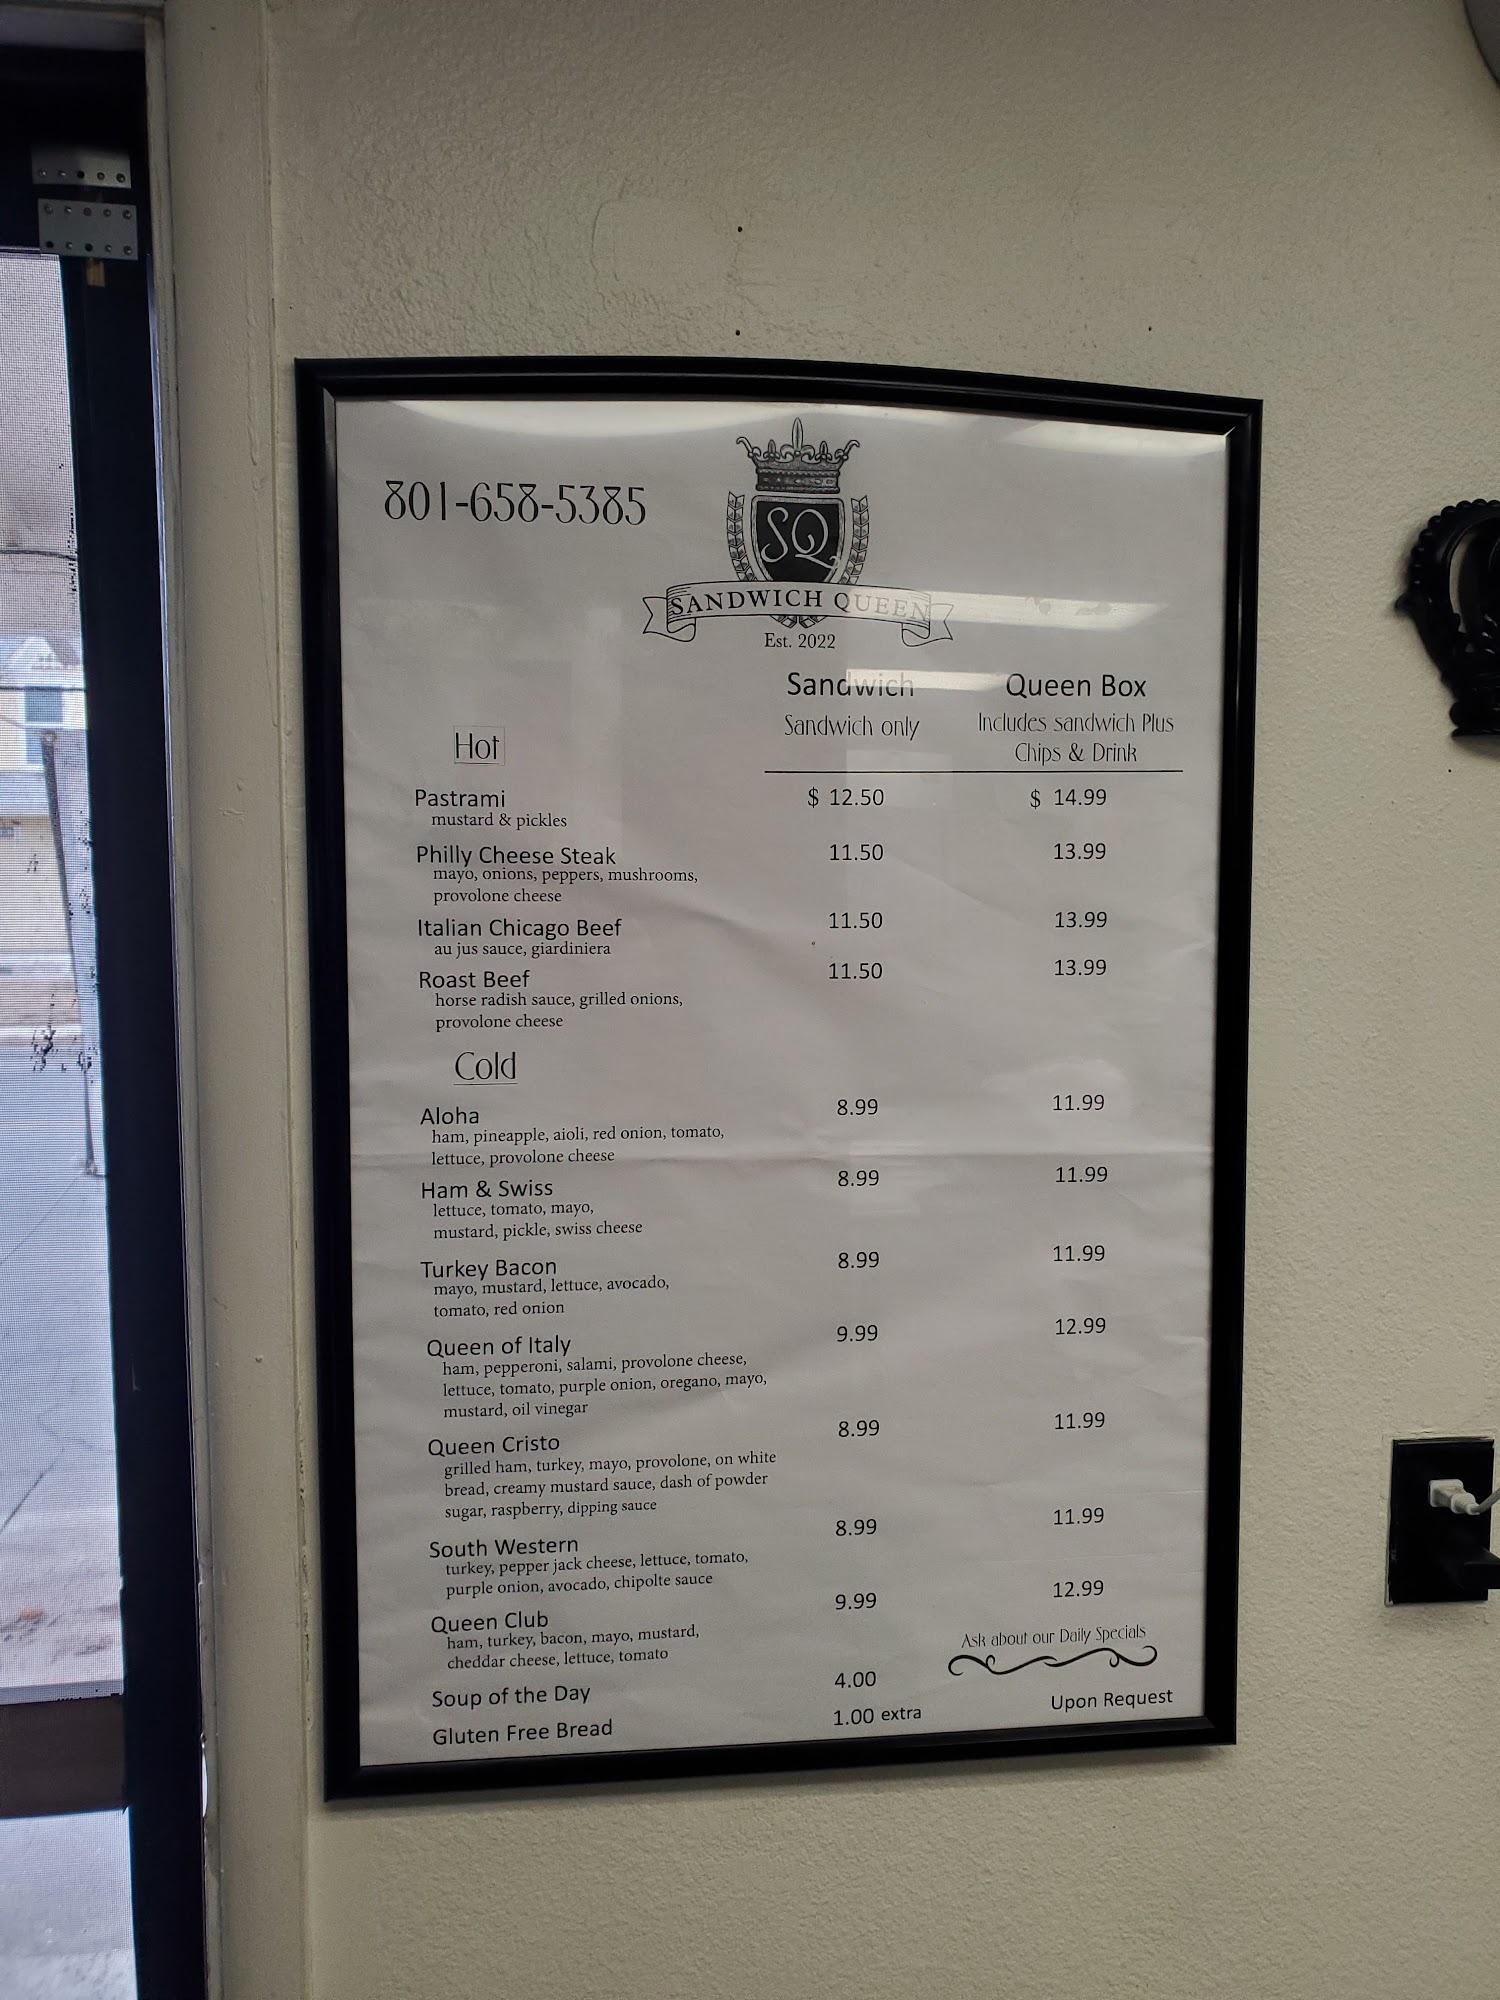 801-658-5385
SQ
SANDWICH QUEEN
Est. 2022
Sandwich Queen Box
Sandwich only Includes sandwich Plus
Chips & Drink
Hot
Pastrami $ 12.50 $ 14.99
mustard & pickles
Philly Cheese Steak 11.50 13.99
mayo, onions, peppers, mushrooms,
provolone cheese
Italian Chicago Beef 11.50 13.99
au jus sauce, giardiniera
Roast Beef 11.50 13.99
horse radish sauce, grilled onions,
provolone cheese
Cold
Aloha 8.99 11.99
ham, pineapple, aioli, red onion, tomato,
lettuce, provolone cheese
Ham & Swiss 8.99 11.99
lettuce, tomato, mayo,
mustard, pickle, swiss cheese
Turkey Bacon 8.99 11.99
mayo, mustard, lettuce, avocado,
tomato, red onion
Queen of Italy 9.99 12.99
ham, pepperoni, salami, provolone cheese,
lettuce, tomato, purple onion, oregano, mayo,
mustard, oil vinegar
Queen Cristo 8.99 11.99
grilled ham, turkey, mayo, provolone, on white
bread, creamy mustard sauce, dash of powder
sugar, raspberry, dipping sauce
South Western 8.99 11.99
turkey, pepper jack cheese, lettuce, tomato,
purple onion, avocado, chipolte sauce
Queen Club 9.99 12.99
ham, turkey, bacon, mayo, mustard,
cheddar cheese, lettuce, tomato
Ask about our Daily Specials
Soup of the Day 4.00
Gluten Free Bread 1.00 extra Upon Request